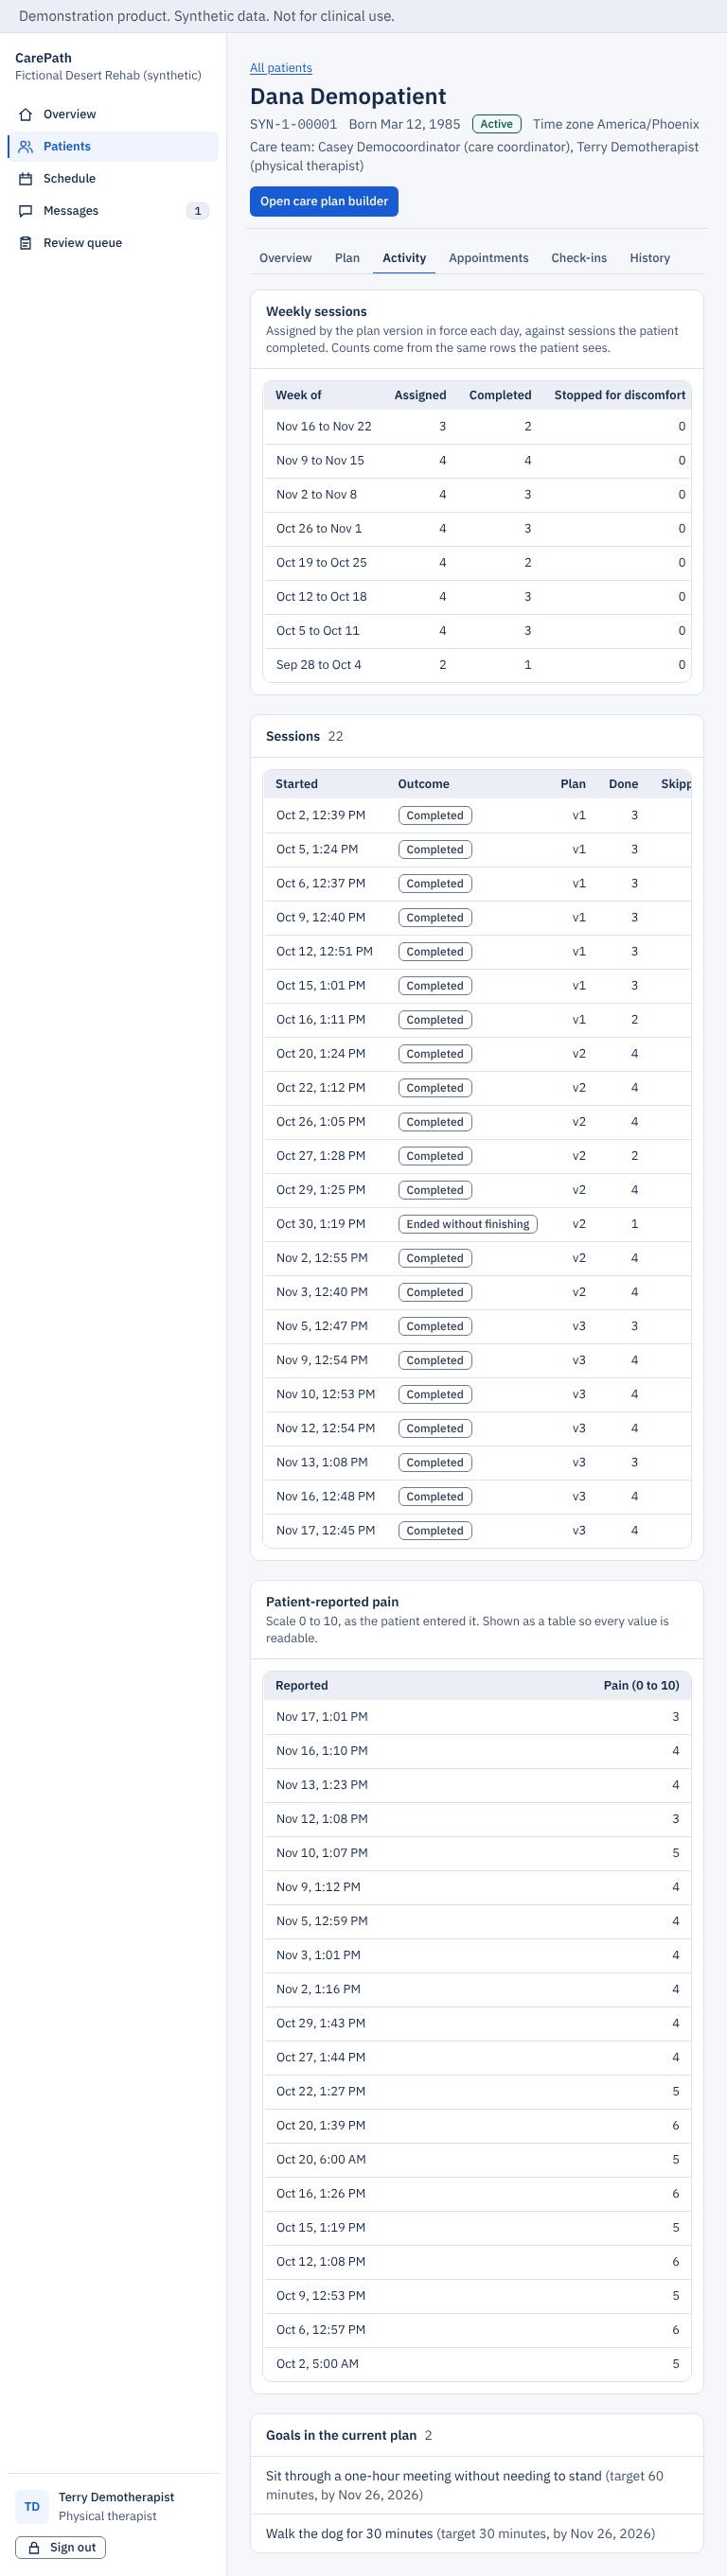 Demonstration product. Synthetic data. Not for clinical use.
CarePath
Fictional Desert Rehab (synthetic)
Overview
Patients
Schedule
Messages 1
Review queue
All patients
Dana Demopatient
SYN-1-00001 Born Mar 12, 1985 Active Time zone America/Phoenix
Care team: Casey Democoordinator (care coordinator), Terry Demotherapist
(physical therapist)
Open care plan builder
Overview Plan Activity Appointments Check-ins History
Weekly sessions
Assigned by the plan version in force each day, against sessions the patient
completed. Counts come from the same rows the patient sees.
Week of Assigned Completed Stopped for discomfort
Nov 16 to Nov 22 3 2 0
Nov 9 to Nov 15 4 4 0
Nov 2 to Nov 8 4 3 0
Oct 26 to Nov 1 4 3 0
Oct 19 to Oct 25 4 2 0
Oct 12 to Oct 18 4 3 0
Oct 5 to Oct 11 4 3 0
Sep 28 to Oct 4 2 1 0
Sessions 22
Started Outcome Plan Done Skipp
Oct 2, 12:39 PM Completed v1 3
Oct 5, 1:24 PM Completed v1 3
Oct 6, 12:37 PM Completed v1 3
Oct 9, 12:40 PM Completed v1 3
Oct 12, 12:51 PM Completed v1 3
Oct 15, 1:01 PM Completed v1 3
Oct 16, 1:11 PM Completed v1 2
Oct 20, 1:24 PM Completed v2 4
Oct 22, 1:12 PM Completed v2 4
Oct 26, 1:05 PM Completed v2 4
Oct 27, 1:28 PM Completed v2 2
Oct 29, 1:25 PM Completed v2 4
Oct 30, 1:19 PM Ended without finishing v2 1
Nov 2, 12:55 PM Completed v2 4
Nov 3, 12:40 PM Completed v2 4
Nov 5, 12:47 PM Completed v3 3
Nov 9, 12:54 PM Completed v3 4
Nov 10, 12:53 PM Completed v3 4
Nov 12, 12:54 PM Completed v3 4
Nov 13, 1:08 PM Completed v3 3
Nov 16, 12:48 PM Completed v3 4
Nov 17, 12:45 PM Completed v3 4
Patient-reported pain
Scale 0 to 10, as the patient entered it. Shown as a table so every value is
readable.
Reported Pain (0 to 10)
Nov 17, 1:01 PM 3
Nov 16, 1:10 PM 4
Nov 13, 1:23 PM 4
Nov 12, 1:08 PM 3
Nov 10, 1:07 PM 5
Nov 9, 1:12 PM 4
Nov 5, 12:59 PM 4
Nov 3, 1:01 PM 4
Nov 2, 1:16 PM 4
Oct 29, 1:43 PM 4
Oct 27, 1:44 PM 4
Oct 22, 1:27 PM 5
Oct 20, 1:39 PM 6
Oct 20, 6:00 AM 5
Oct 16, 1:26 PM 6
Oct 15, 1:19 PM 5
Oct 12, 1:08 PM 6
Oct 9, 12:53 PM 5
Oct 6, 12:57 PM 6
Oct 2, 5:00 AM 5
Goals in the current plan 2
Sit through a one-hour meeting without needing to stand (target 60
minutes, by Nov 26, 2026)
Walk the dog for 30 minutes (target 30 minutes, by Nov 26, 2026)
TD
Terry Demotherapist
Physical therapist
Sign out